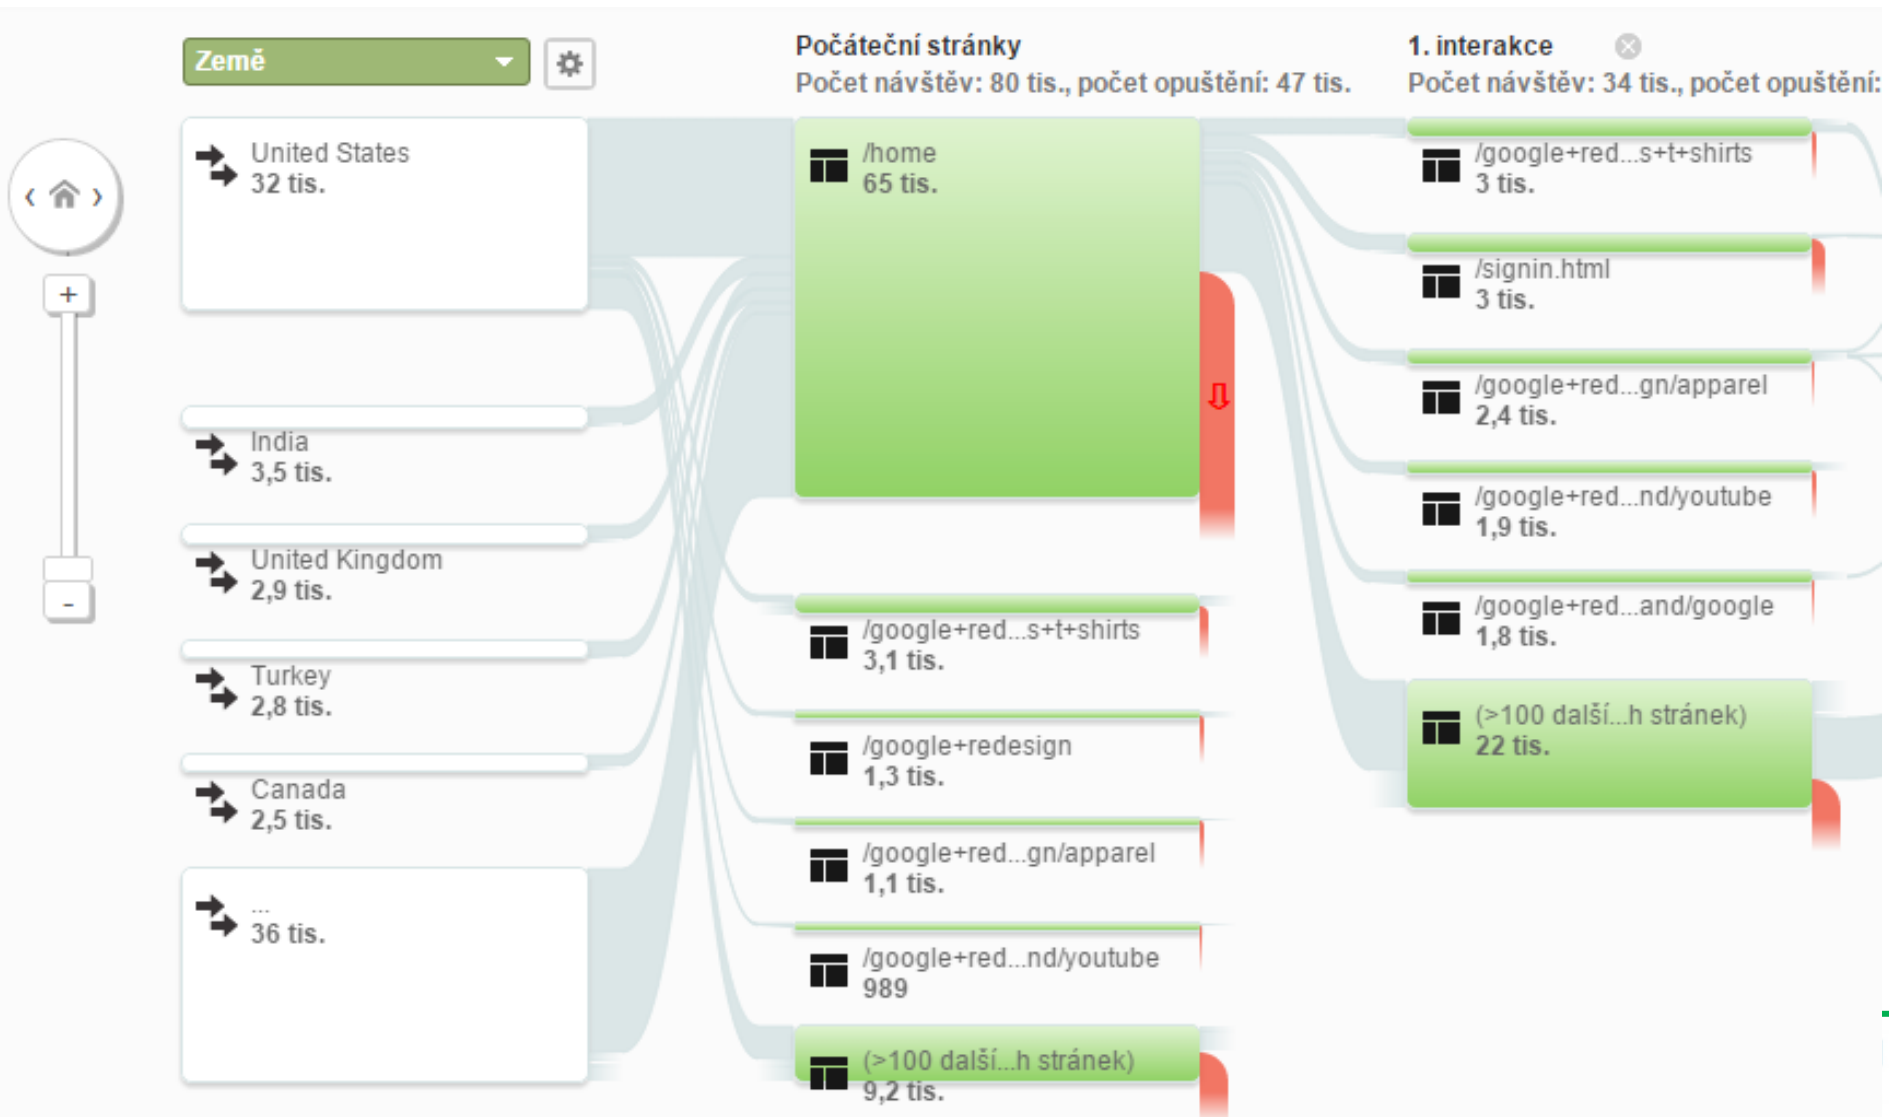 Země
Počáteční stránky
Počet návštěv: 80 tis., počet opuštění: 47 tis.
1. interakce
Počet návštěv: 34 tis., počet opuštění:
United States
32 tis.
India
3,5 tis.
United Kingdom
2,9 tis.
Turkey
2,8 tis.
Canada
2,5 tis.
...
36 tis.
/home
65 tis.
/google+red...s+t+shirts
3,1 tis.
/google+redesign
1,3 tis.
/google+red...gn/apparel
1,1 tis.
/google+red...nd/youtube
989
(>100 další...h stránek)
9,2 tis.
/google+red...s+t+shirts
3 tis.
/signin.html
3 tis.
/google+red...gn/apparel
2,4 tis.
/google+red...nd/youtube
1,9 tis.
/google+red...and/google
1,8 tis.
(>100 další...h stránek)
22 tis.
+
-